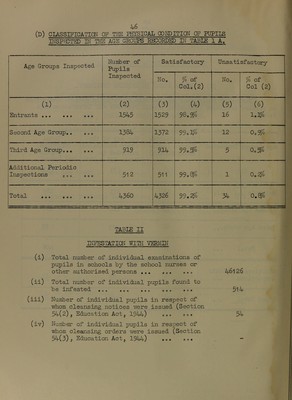 46
(D) CLASSIFICATION OF THE PHYSICAL CONDITION OF PUPILS
INSPECTED IN THE AGE GROUPS RECORDED IN TABLE 1 A.
Age Groups Inspected | Number of Pupils Inspected | Satisfactory | Unsatisfactory
No. | % of Col.(2) | No. | % of Col (2)
(1) (2) (3) (4) (5) (6)
Entrants ... ... ... 1545 1529 98.9% 16 1.1%
Second Age Group.. ... 1384 1372 99.1% 12 0.9%
Third Age Group... ... 919 914 99.5% 5 0.5%
Additional Periodic
Inspections ... ... 512 511 99.8% 1 0.2%
Total ... ... ... 4360 4326 99.2% 34 0.8%
TABLE II
INFESTATION WITH VERMIN
(i) Total number of individual examinations of
pupils in schools by the school nurses or
other authorised persons ... ... ... 46126
(ii) Total number of individual pupils found to
be infested ... ... ... ... ... 514
(iii) Number of individual pupils in respect of
whom cleansing notices were issued (Section
54(2), Education Act, 1944) ... ... 54
(iv) Number of individual pupils in respect of
whom cleansing orders were issued (Section
54(3), Education Act, 1944) ... ... -